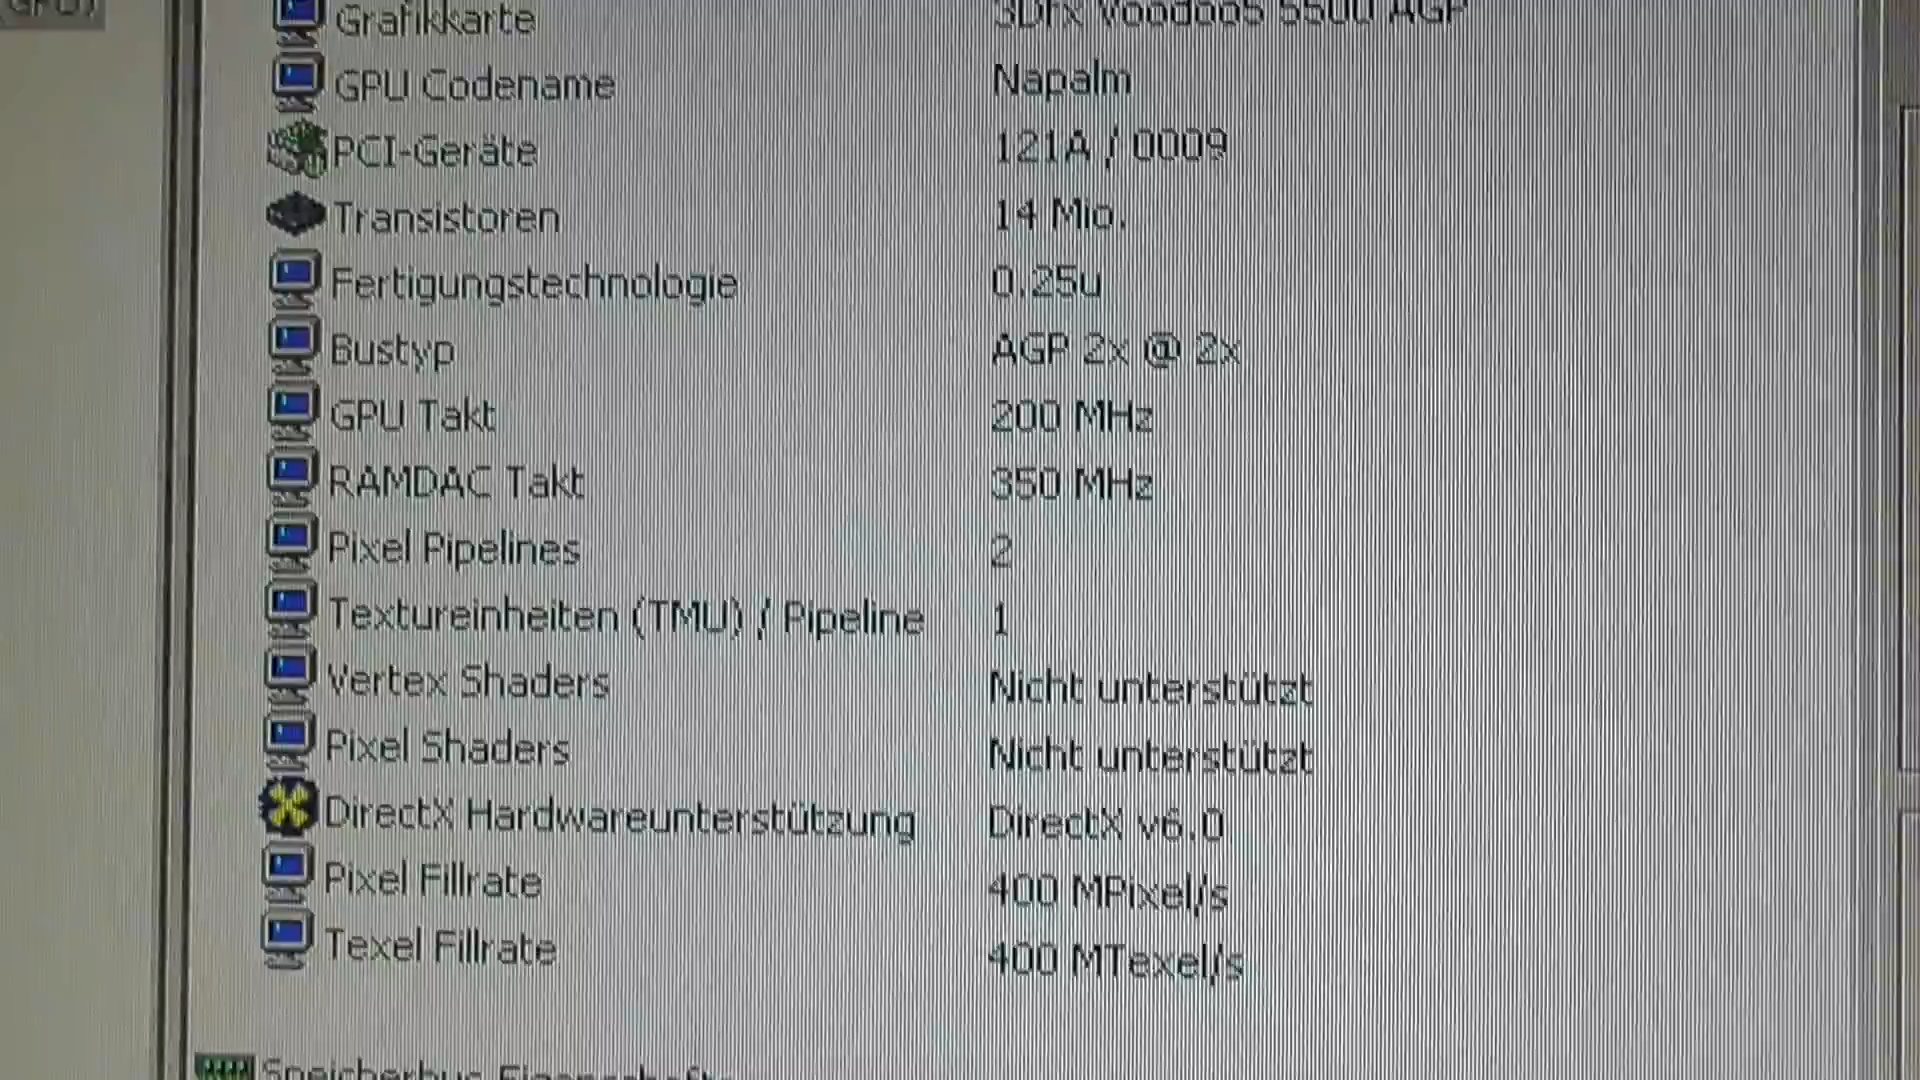 GPU)
Grafikkarte 3Dfx Voodoo5 5500 AGP
GPU Codename Napalm
PCI-Geräte 121A / 0009
Transistoren 14 Mio.
Fertigungstechnologie 0.25u
Bustyp AGP 2x @ 2x
GPU Takt 200 MHz
RAMDAC Takt 350 MHz
Pixel Pipelines 2
Textureinheiten (TMU) / Pipeline 1
Vertex Shaders Nicht unterstützt
Pixel Shaders Nicht unterstützt
DirectX Hardwareunterstützung DirectX v6.0
Pixel Fillrate 400 MPixel/s
Texel Fillrate 400 MTexel/s
Speicherbus Eigenschafte